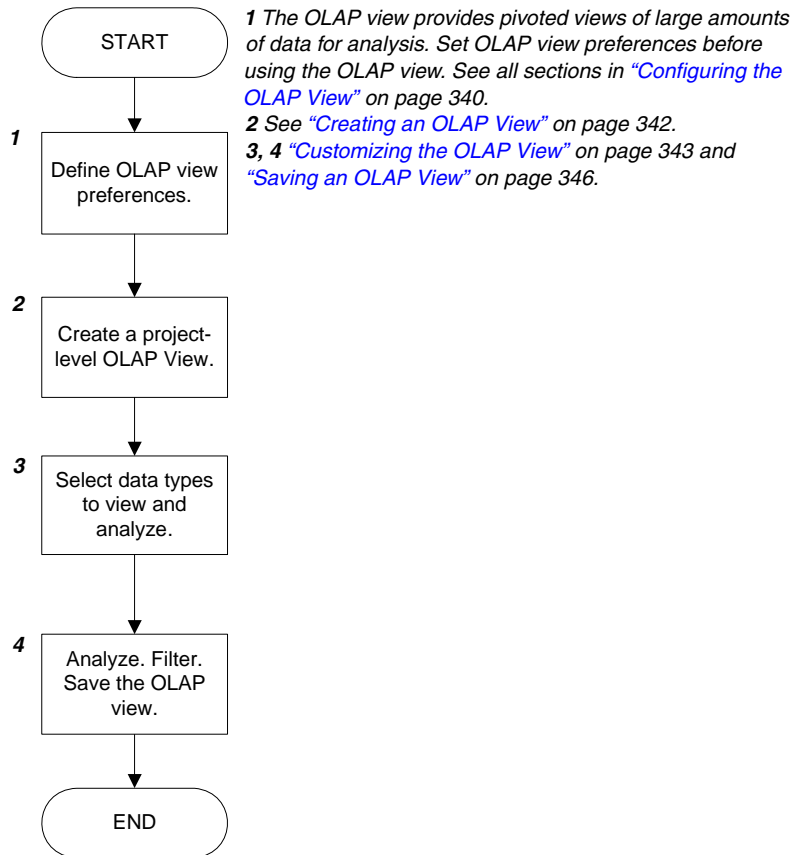 START
1 The OLAP view provides pivoted views of large amounts
of data for analysis. Set OLAP view preferences before
using the OLAP view. See all sections in “Configuring the
OLAP View” on page 340.
2 See “Creating an OLAP View” on page 342.
3, 4 “Customizing the OLAP View” on page 343 and
“Saving an OLAP View” on page 346.
1
Define OLAP view
preferences.
2
Create a project-
level OLAP View.
3
Select data types
to view and
analyze.
4
Analyze. Filter.
Save the OLAP
view.
END